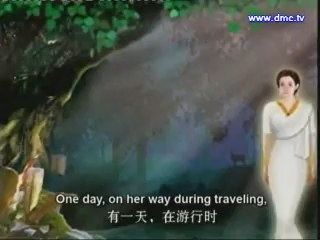 www.dmc.tv
One day, on her way during traveling,
有一天，在游行时